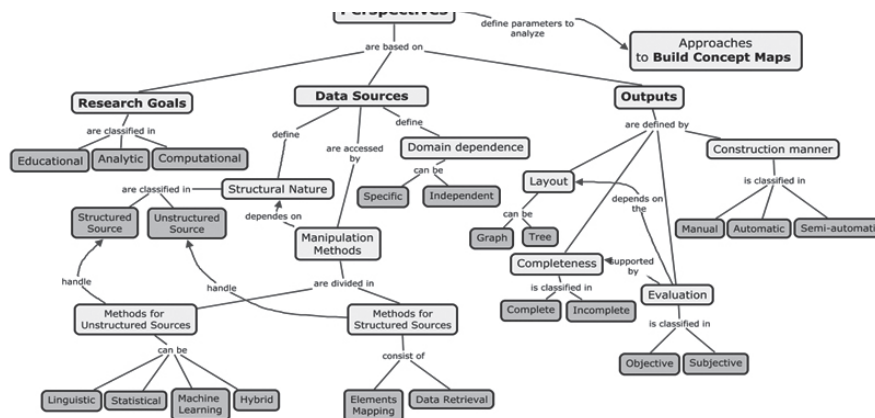 Perspectives
define parameters to
analyze
Approaches
to Build Concept Maps
are based on
Research Goals
Data Sources
Outputs
are classified in
Educational
Analytic
Computational
define
are accessed
by
define
Domain dependence
can be
Specific
Independent
are defined by
Construction manner
is classified in
Manual
Automatic
Semi-automati
Layout
can be
Graph
Tree
depends on
the
are classified in
Structural Nature
Structured
Source
Unstructured
Source
dependes on
Manipulation
Methods
Completeness
supported
by
is classified in
Complete
Incomplete
Evaluation
is classified in
Objective
Subjective
handle
handle
are divided in
Methods for
Unstructured Sources
Methods for
Structured Sources
can be
Linguistic
Statistical
Machine
Learning
Hybrid
consist of
Elements
Mapping
Data Retrieval